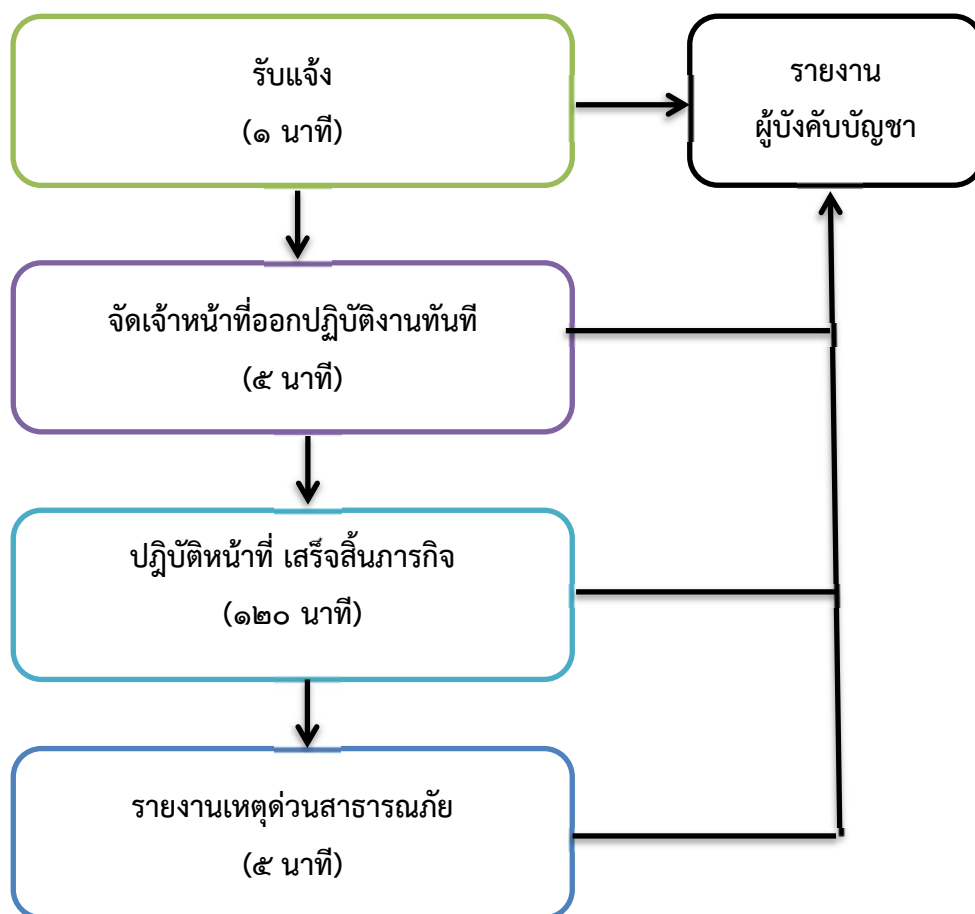 รับแจ้ง
(๑ นาที)
รายงาน
ผู้บังคับบัญชา
จัดเจ้าหน้าที่ออกปฏิบัติงานทันที
(๕ นาที)
ปฏิบัติหน้าที่ เสร็จสิ้นภารกิจ
(๑๒๐ นาที)
รายงานเหตุด่วนสาธารณภัย
(๕ นาที)